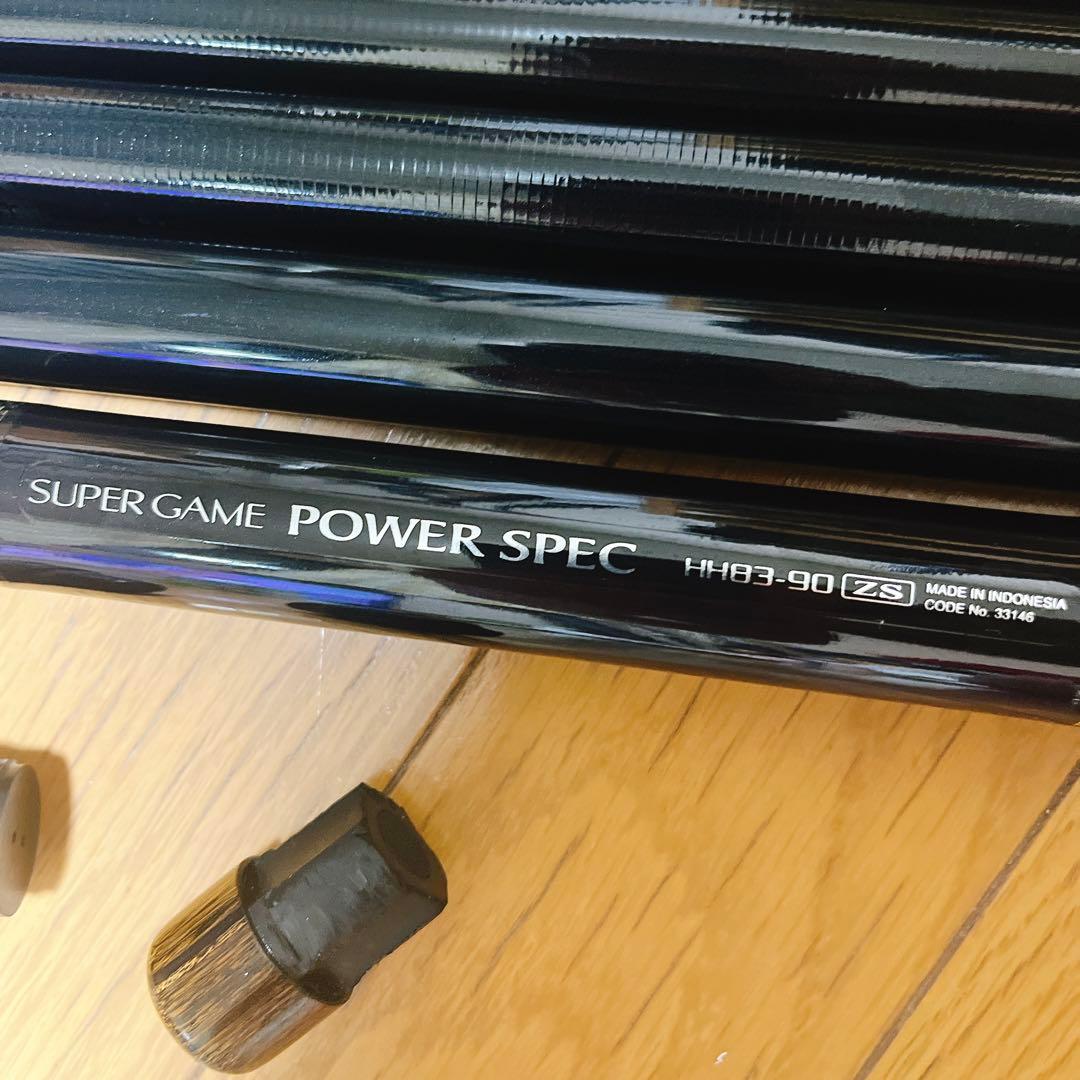 SUPER GAME POWER SPEC HH83-90 ZS MADE IN INDONESIA
CODE No. 33146